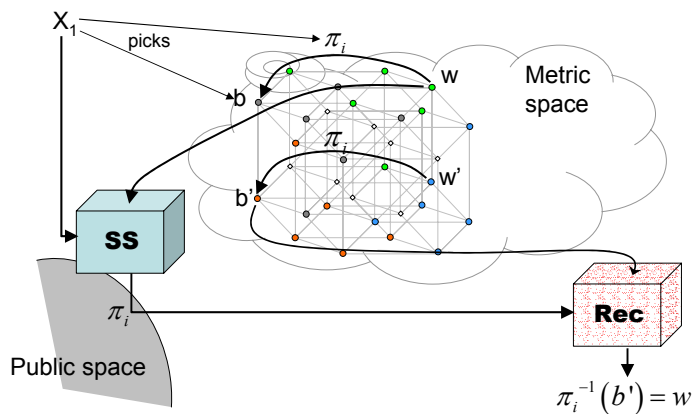 X₁
picks
πᵢ
b
w
Metric
space
πᵢ
b'
w'
SS
πᵢ
Rec
Public space
πᵢ⁻¹(b') = w